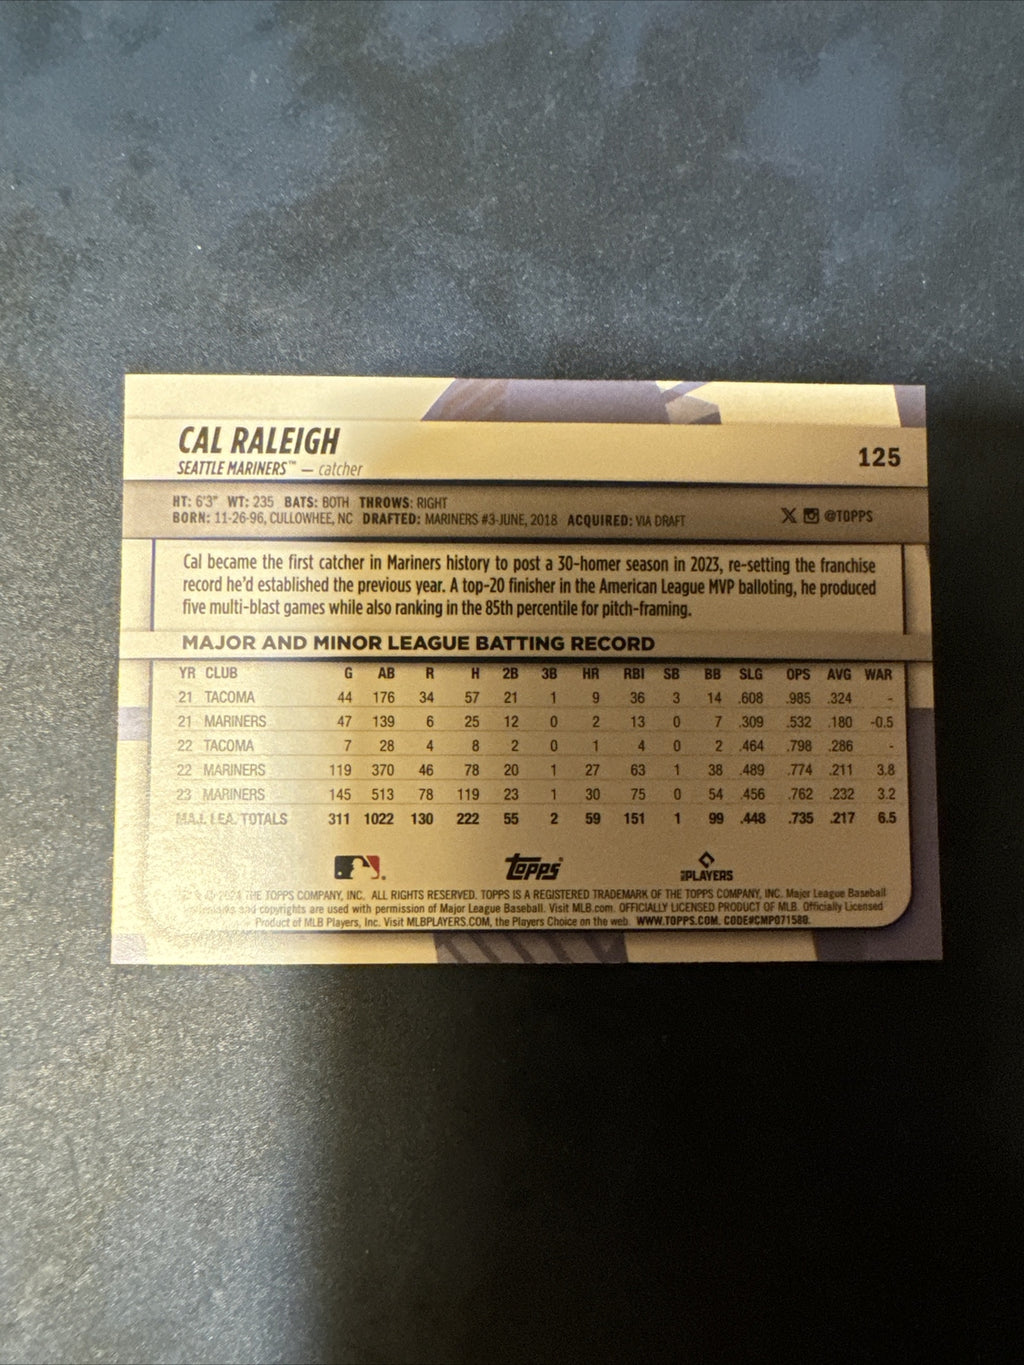 CAL RALEIGH
SEATTLE MARINERS™ — catcher
125
HT: 6'3" WT: 235 BATS: BOTH THROWS: RIGHT
BORN: 11-26-96, CULLOWHEE, NC DRAFTED: MARINERS #3-JUNE, 2018 ACQUIRED: VIA DRAFT
@TOPPS
Cal became the first catcher in Mariners history to post a 30-homer season in 2023, re-setting the franchise
record he'd established the previous year. A top-20 finisher in the American League MVP balloting, he produced
five multi-blast games while also ranking in the 85th percentile for pitch-framing.
MAJOR AND MINOR LEAGUE BATTING RECORD
YR CLUB G AB R H 2B 3B HR RBI SB BB SLG OPS AVG WAR
21 TACOMA 44 176 34 57 21 1 9 36 3 14 .608 .985 .324 -
21 MARINERS 47 139 6 25 12 0 2 13 0 7 .309 .532 .180 -0.5
22 TACOMA 7 28 4 8 2 0 1 4 0 2 .464 .798 .286 -
22 MARINERS 119 370 46 78 20 1 27 63 1 38 .489 .774 .211 3.8
23 MARINERS 145 513 78 119 23 1 30 75 0 54 .456 .762 .232 3.2
MAJ. LEA. TOTALS 311 1022 130 222 55 2 59 151 1 99 .448 .735 .217 6.5
topps
PLAYERS
© 2024 THE TOPPS COMPANY, INC. ALL RIGHTS RESERVED. TOPPS IS A REGISTERED TRADEMARK OF THE TOPPS COMPANY, INC. Major League Baseball
trademarks and copyrights are used with permission of Major League Baseball. Visit MLB.com. OFFICIALLY LICENSED PRODUCT OF MLB. Officially Licensed
Product of MLB Players, Inc. Visit MLBPLAYERS.COM, the Players Choice on the web. WWW.TOPPS.COM. CODE#CMP071580.